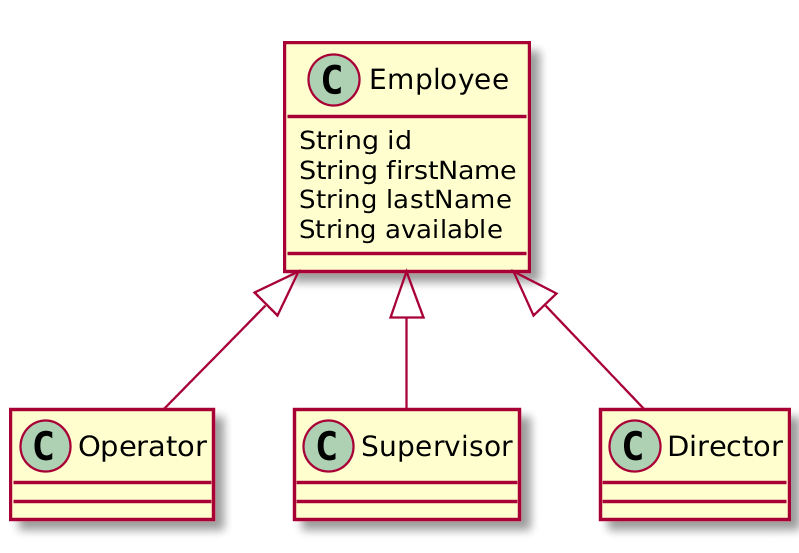 C Employee
String id
String firstName
String lastName
String available
C Operator
C Supervisor
C Director